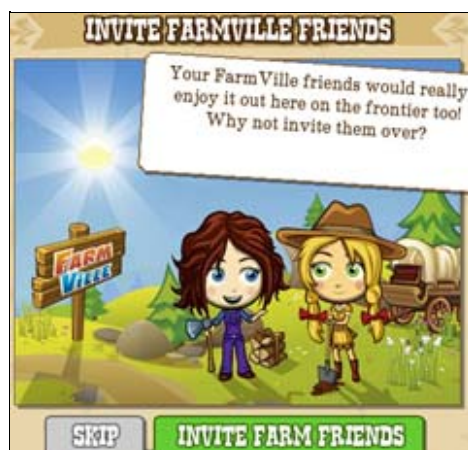 INVITE FARMVILLE FRIENDS
Your FarmVille friends would really
enjoy it out here on the frontier too!
Why not invite them over?
FARM
VILLE
SKIP
INVITE FARM FRIENDS